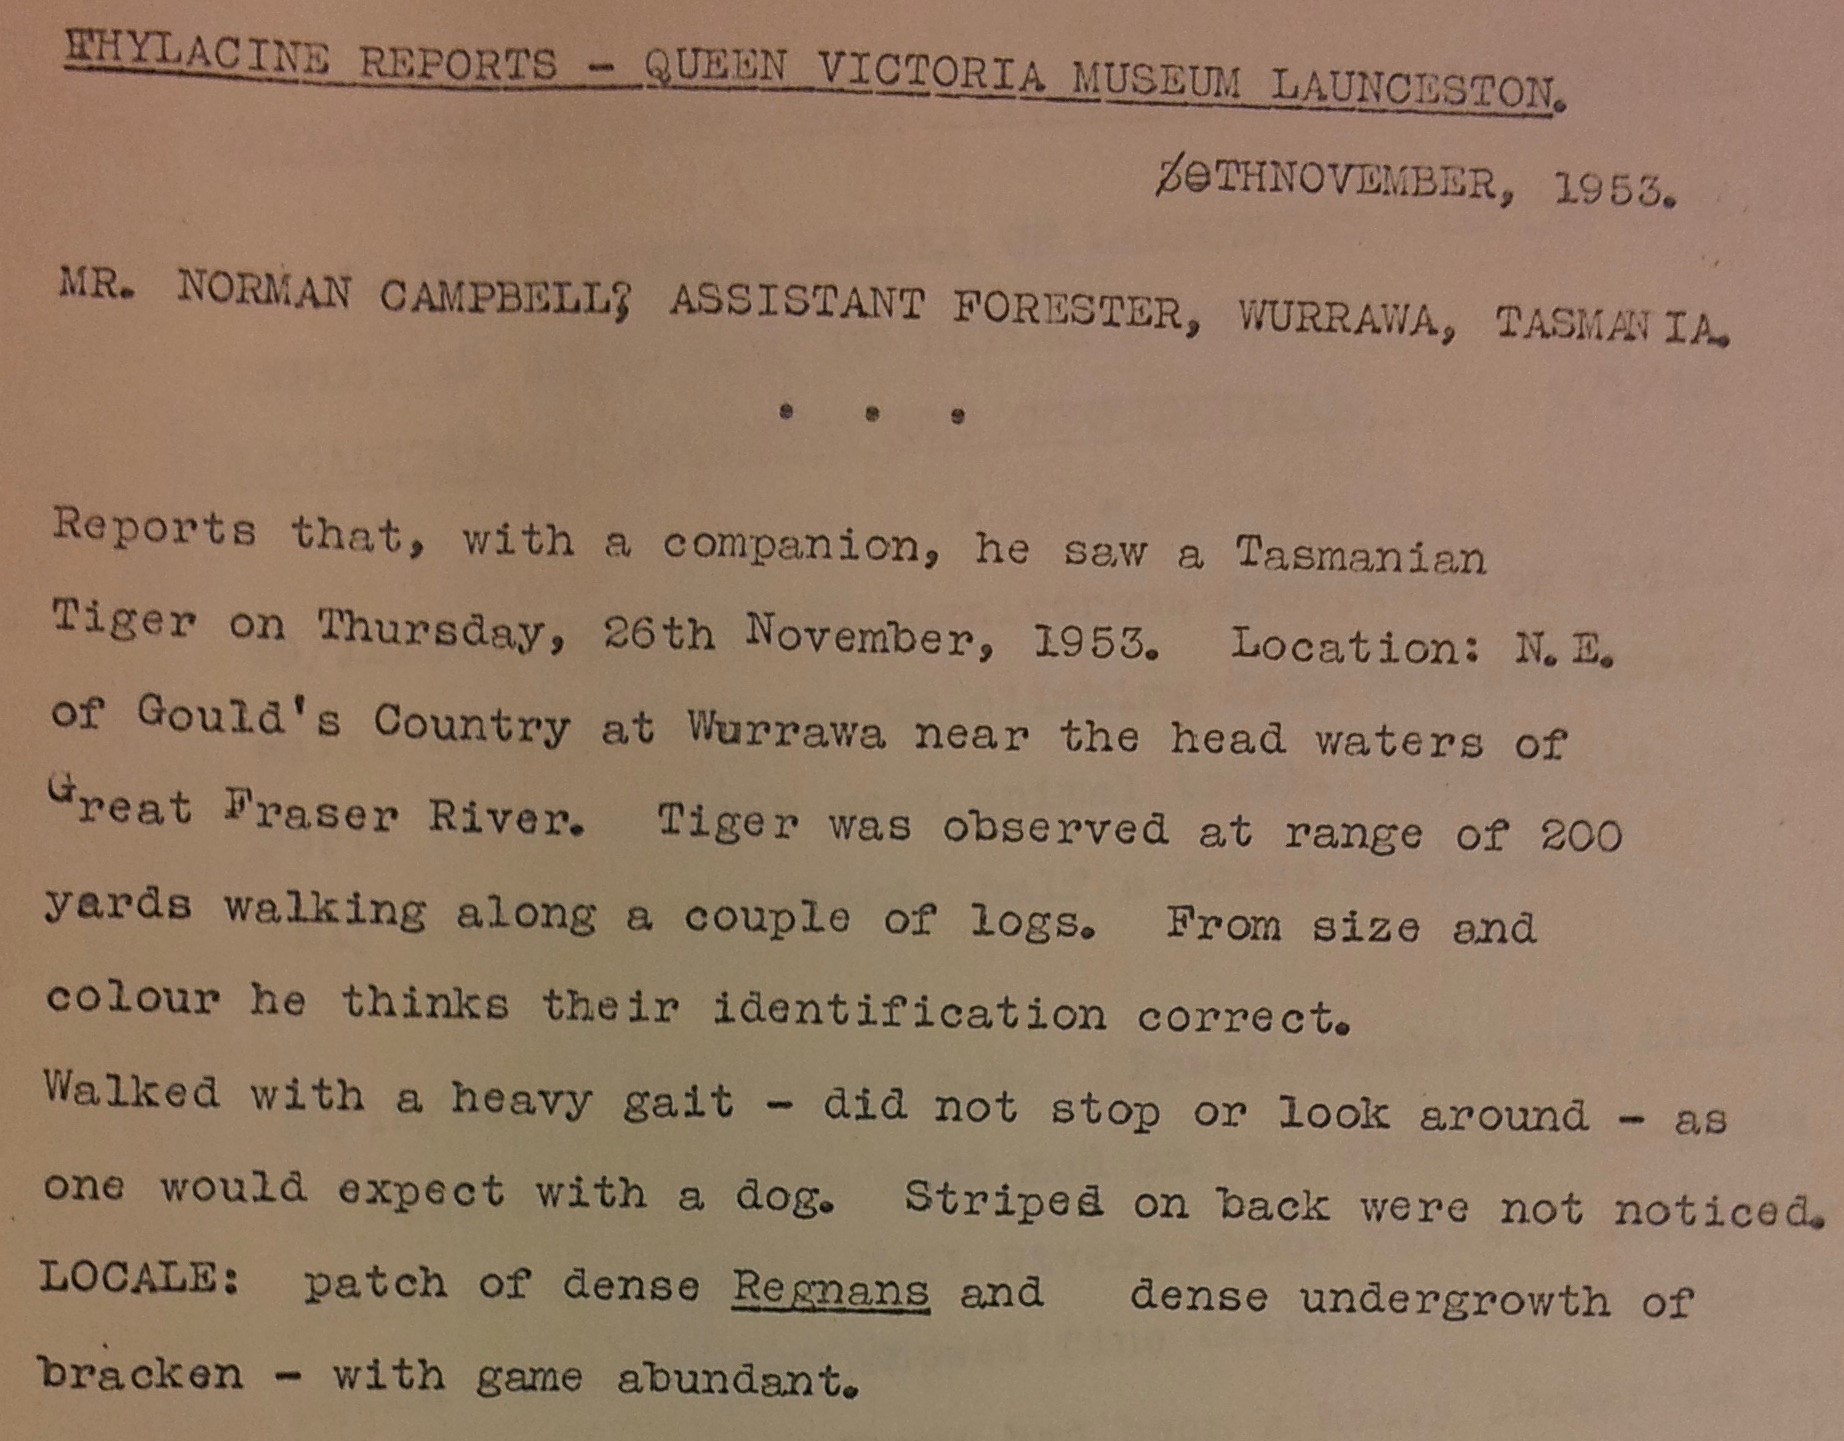 THYLACINE REPORTS - QUEEN VICTORIA MUSEUM LAUNCESTON.
30THNOVEMBER, 1953.
MR. NORMAN CAMPBELL, ASSISTANT FORESTER, WURRAWA, TASMANIA.
. . .
Reports that, with a companion, he saw a Tasmanian
Tiger on Thursday, 26th November, 1953. Location: N.E.
of Gould's Country at Wurrawa near the head waters of
Great Fraser River. Tiger was observed at range of 200
yards walking along a couple of logs. From size and
colour he thinks their identification correct.
Walked with a heavy gait - did not stop or look around - as
one would expect with a dog. Stripes on back were not noticed.
LOCALE: patch of dense Regnans and dense undergrowth of
bracken - with game abundant.